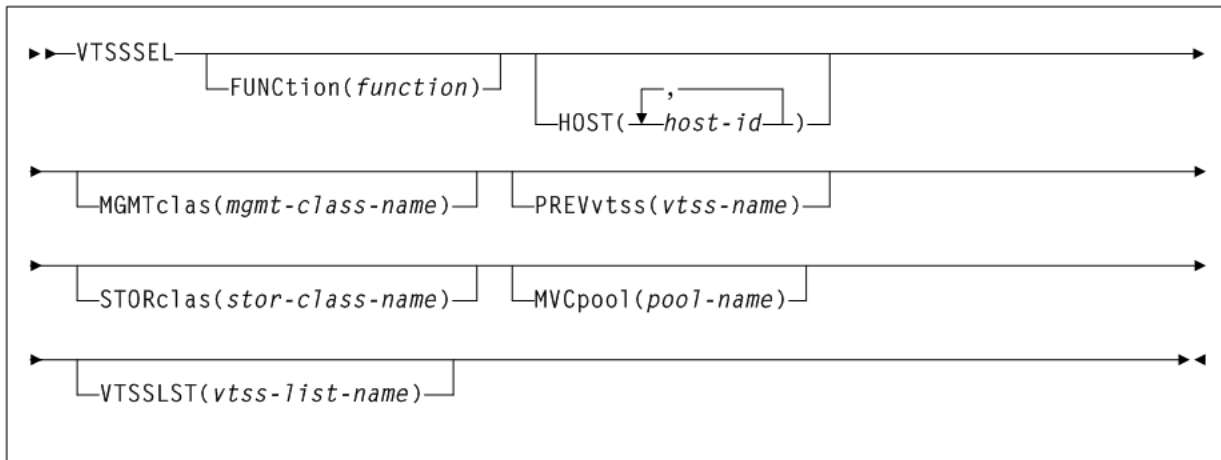 VTSSSEL
FUNCtion(function)
,
HOST(host-id)
MGMTclas(mgmt-class-name) PREVvtss(vtss-name)
STORclas(stor-class-name) MVCpool(pool-name)
VTSSLST(vtss-list-name)